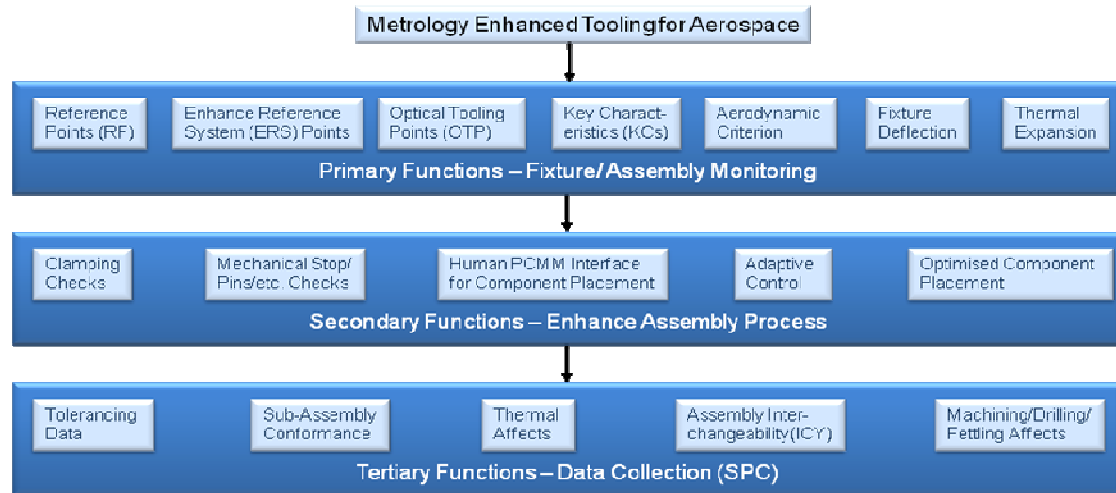 Metrology Enhanced Tooling for Aerospace
Reference
Points (RF)
Enhance Reference
System (ERS) Points
Optical Tooling
Points (OTP)
Key Charact-
eristics (KCs)
Aerodynamic
Criterion
Fixture
Deflection
Thermal
Expansion
Primary Functions – Fixture/Assembly Monitoring
Clamping
Checks
Mechanical Stop/
Pins/etc. Checks
Human PCMM Interface
for Component Placement
Adaptive
Control
Optimised Component
Placement
Secondary Functions – Enhance Assembly Process
Tolerancing
Data
Sub-Assembly
Conformance
Thermal
Affects
Assembly Inter-
changeability (ICY)
Machining/Drilling/
Fettling Affects
Tertiary Functions – Data Collection (SPC)